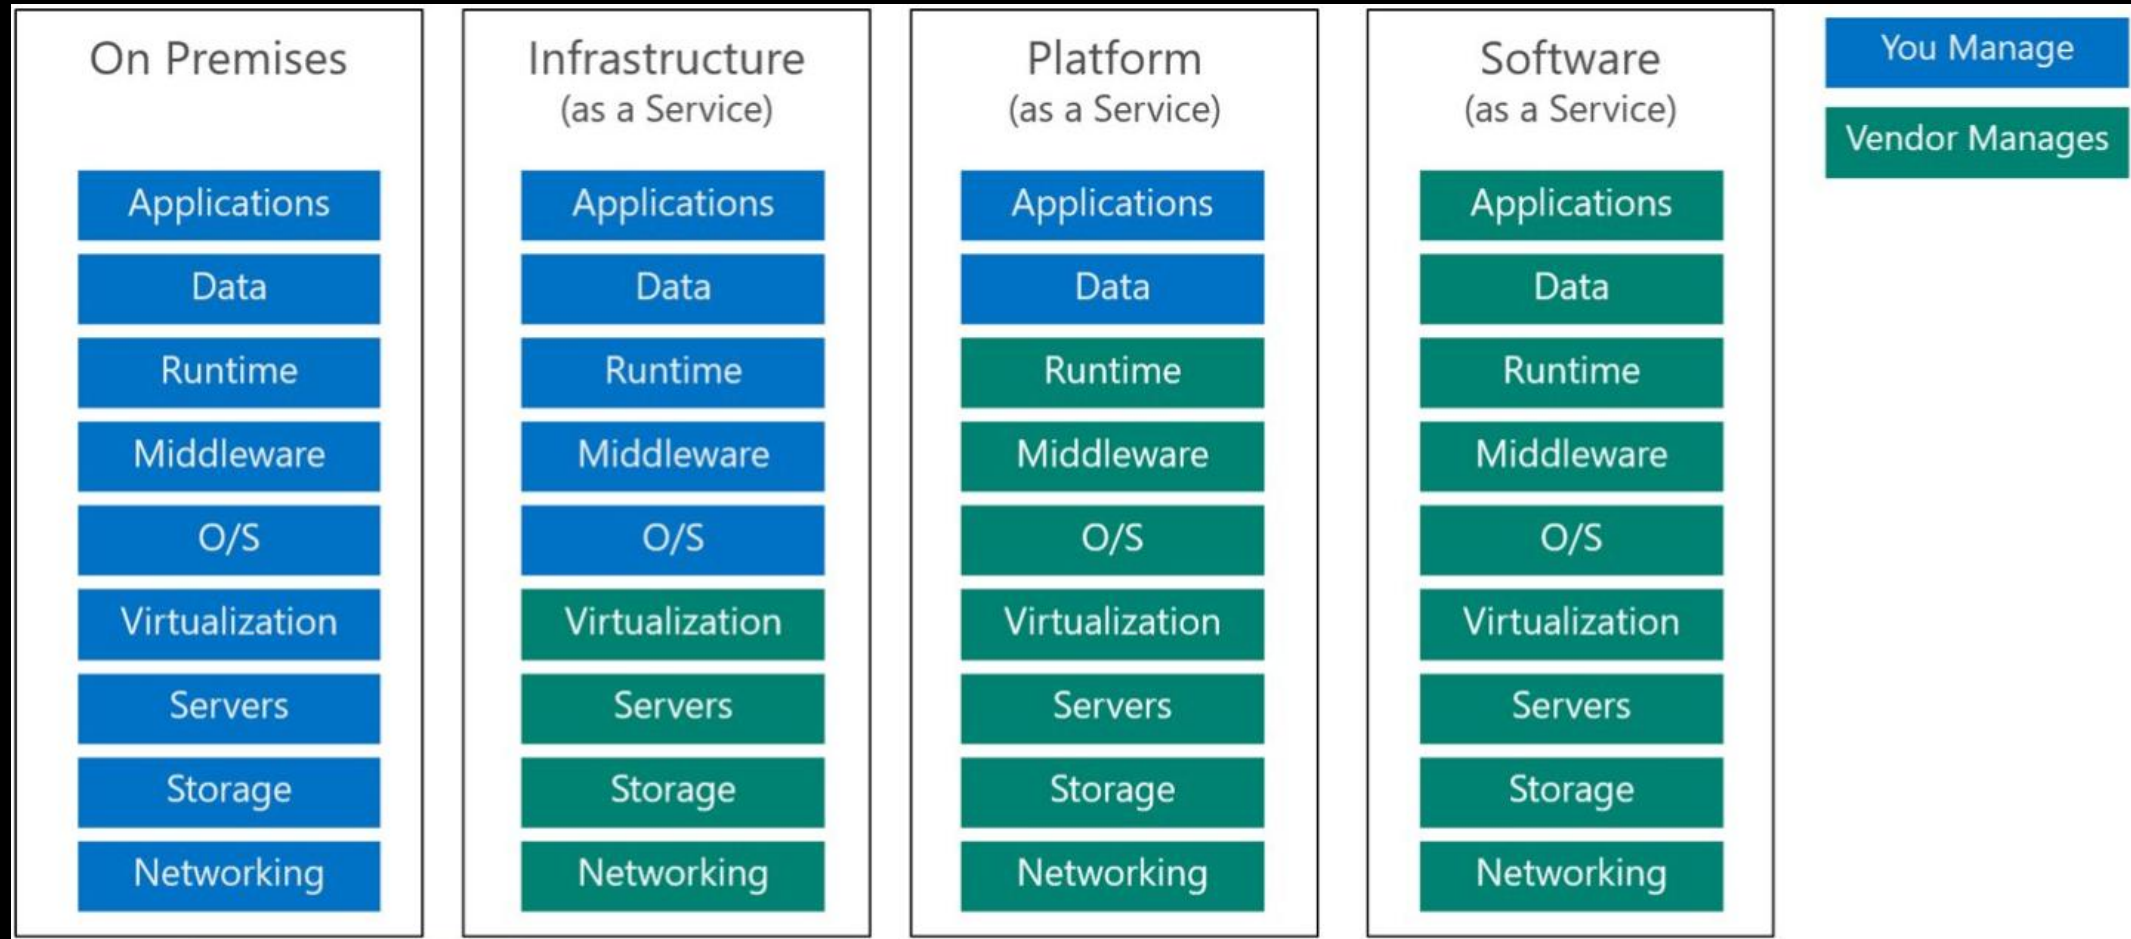 On Premises
Applications
Data
Runtime
Middleware
O/S
Virtualization
Servers
Storage
Networking
Infrastructure
(as a Service)
Applications
Data
Runtime
Middleware
O/S
Virtualization
Servers
Storage
Networking
Platform
(as a Service)
Applications
Data
Runtime
Middleware
O/S
Virtualization
Servers
Storage
Networking
Software
(as a Service)
Applications
Data
Runtime
Middleware
O/S
Virtualization
Servers
Storage
Networking
You Manage
Vendor Manages